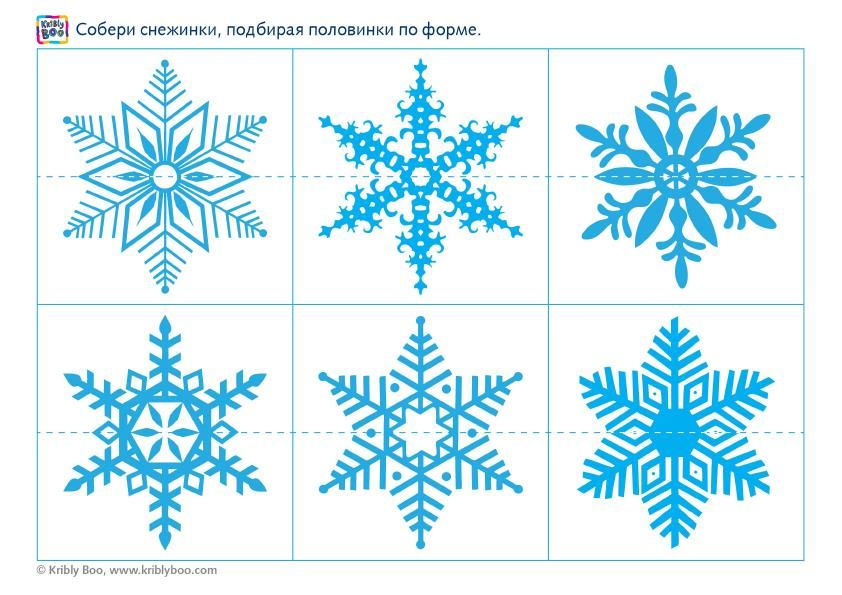 Kribly
BOO
Собери снежинки, подбирая половинки по форме.
© Kribly Boo, www.kriblyboo.com